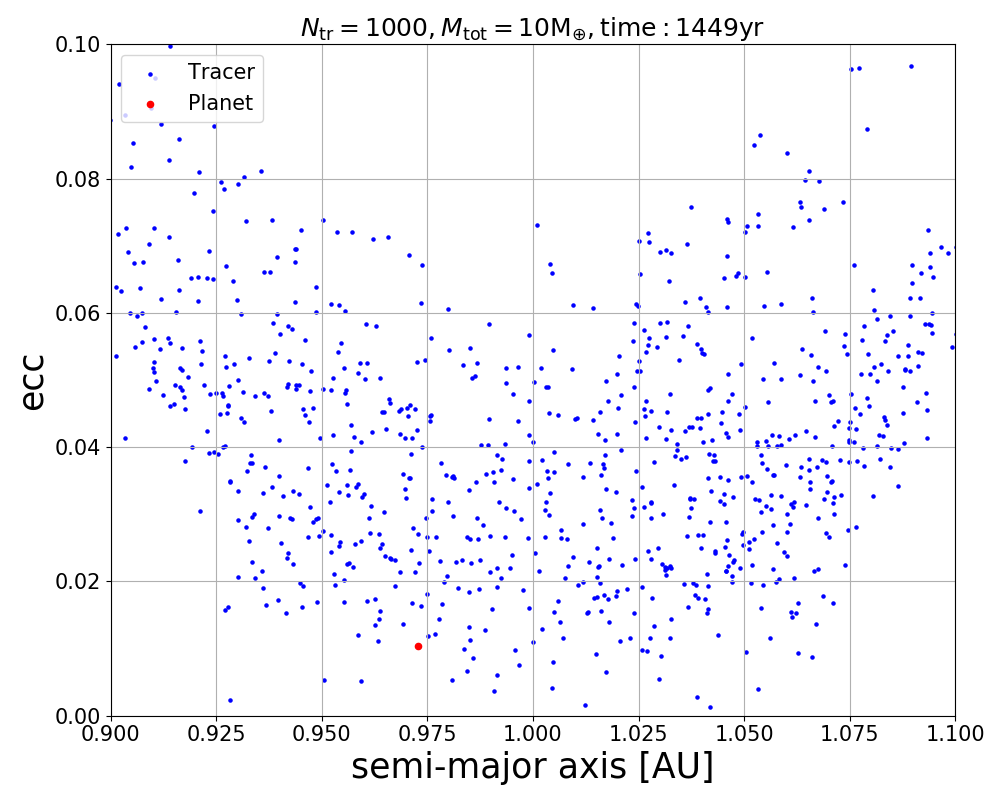 N_tr = 1000, M_tot = 10M_⊕, time : 1449yr
Tracer
Planet
0.10
0.08
0.06
0.04
0.02
0.00
ecc
0.900 0.925 0.950 0.975 1.000 1.025 1.050 1.075 1.100
semi-major axis [AU]